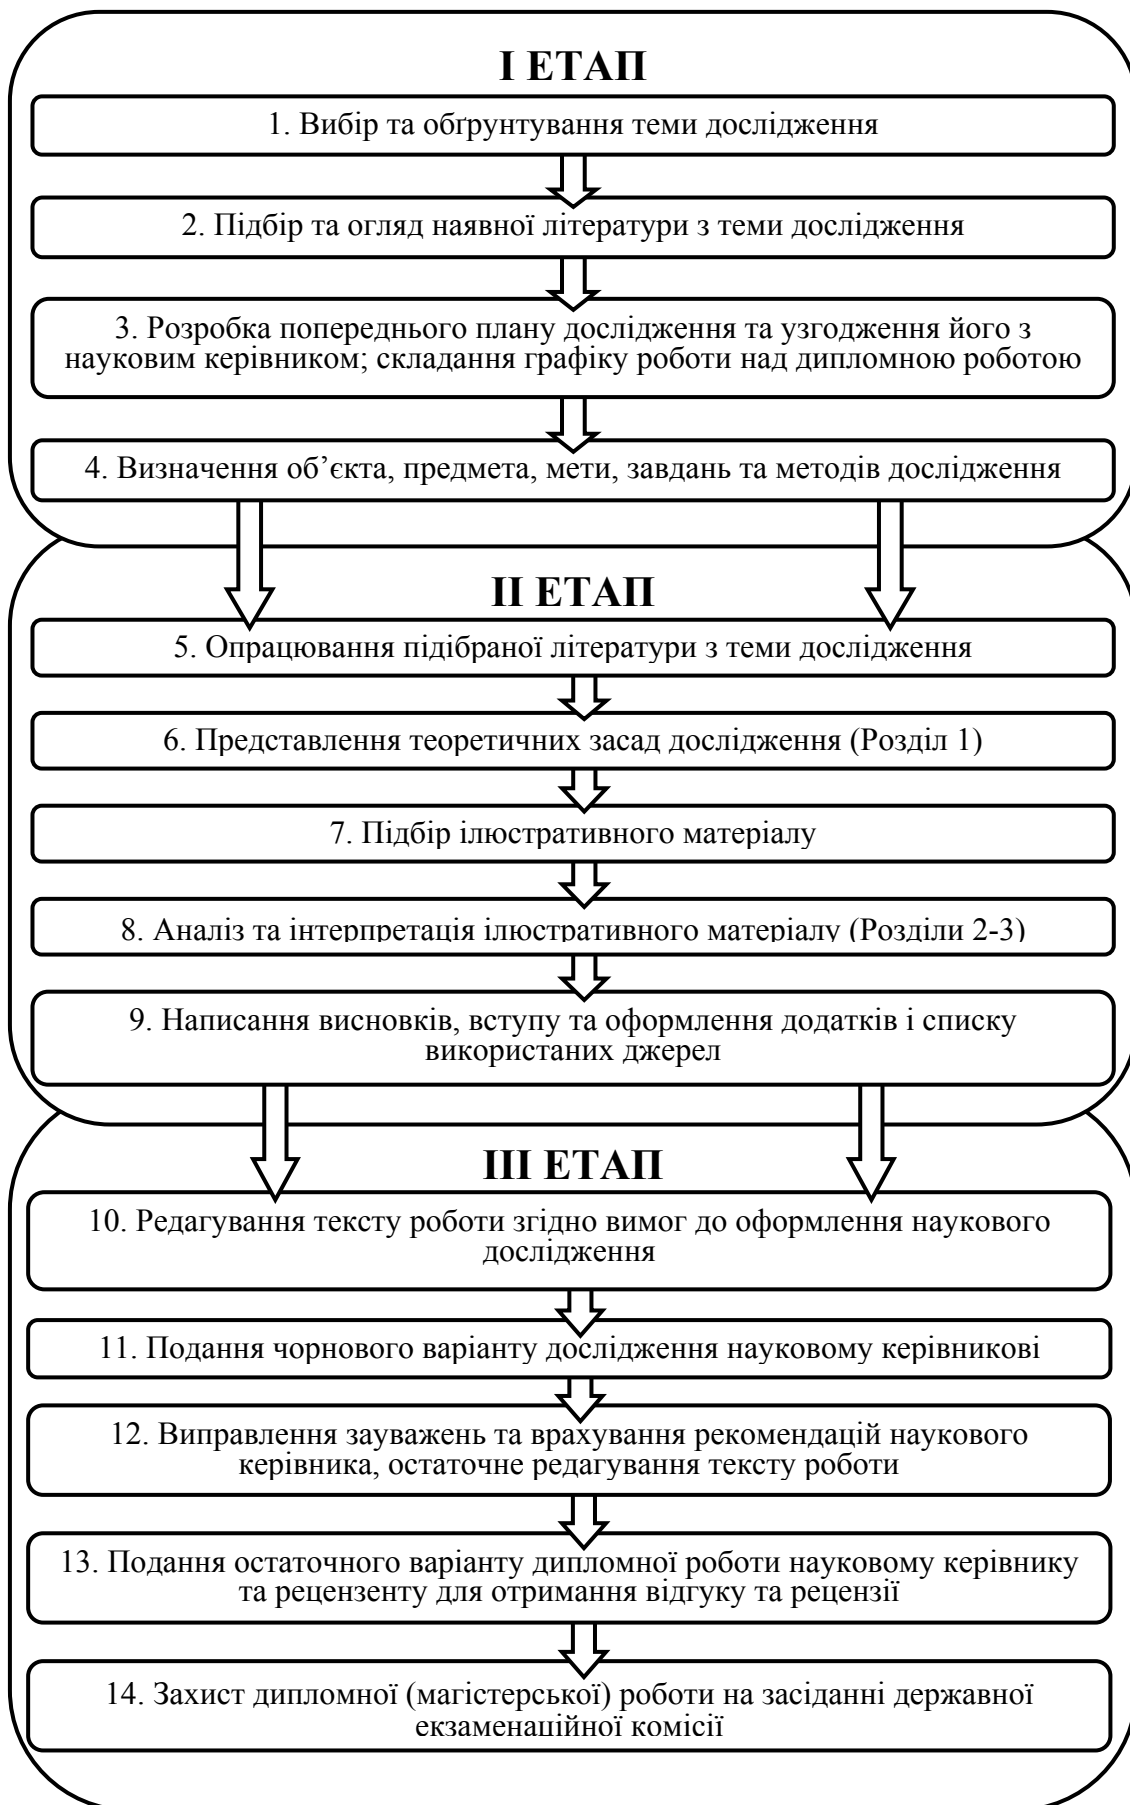 І ЕТАП
1. Вибір та обґрунтування теми дослідження
2. Підбір та огляд наявної літератури з теми дослідження
3. Розробка попереднього плану дослідження та узгодження його з
науковим керівником; складання графіку роботи над дипломною роботою
4. Визначення об’єкта, предмета, мети, завдань та методів дослідження
ІІ ЕТАП
5. Опрацювання підібраної літератури з теми дослідження
6. Представлення теоретичних засад дослідження (Розділ 1)
7. Підбір ілюстративного матеріалу
8. Аналіз та інтерпретація ілюстративного матеріалу (Розділи 2-3)
9. Написання висновків, вступу та оформлення додатків і списку
використаних джерел
ІІІ ЕТАП
10. Редагування тексту роботи згідно вимог до оформлення наукового
дослідження
11. Подання чорнового варіанту дослідження науковому керівникові
12. Виправлення зауважень та врахування рекомендацій наукового
керівника, остаточне редагування тексту роботи
13. Подання остаточного варіанту дипломної роботи науковому керівнику
та рецензенту для отримання відгуку та рецензії
14. Захист дипломної (магістерської) роботи на засіданні державної
екзаменаційної комісії